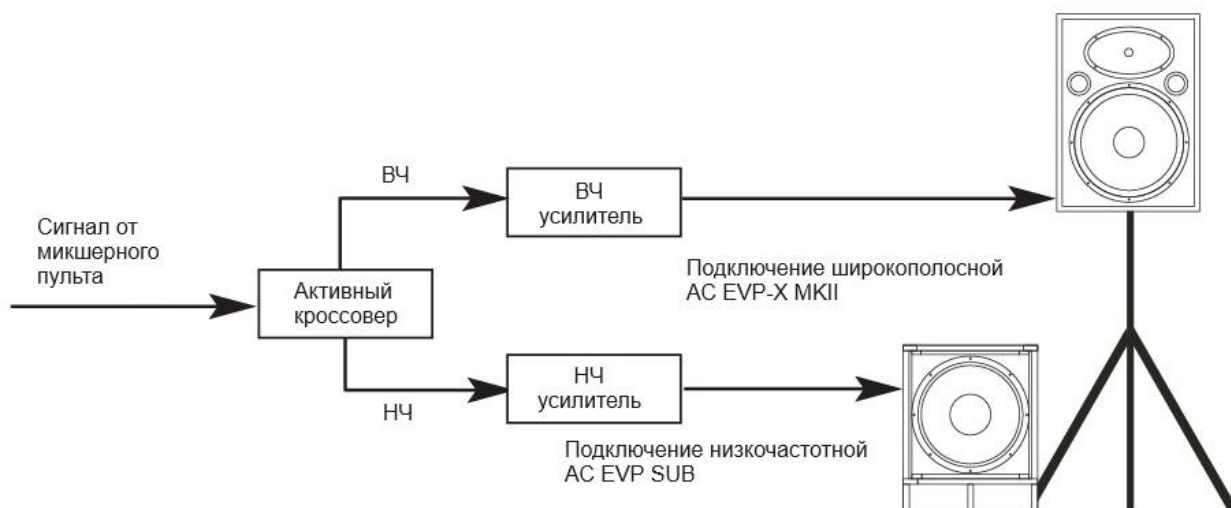 Сигнал от
микшерного
пульта
Активный
кроссовер
ВЧ
ВЧ
усилитель
Подключение широкополосной
АС EVP-X MKII
НЧ
НЧ
усилитель
Подключение низкочастотной
АС EVP SUB